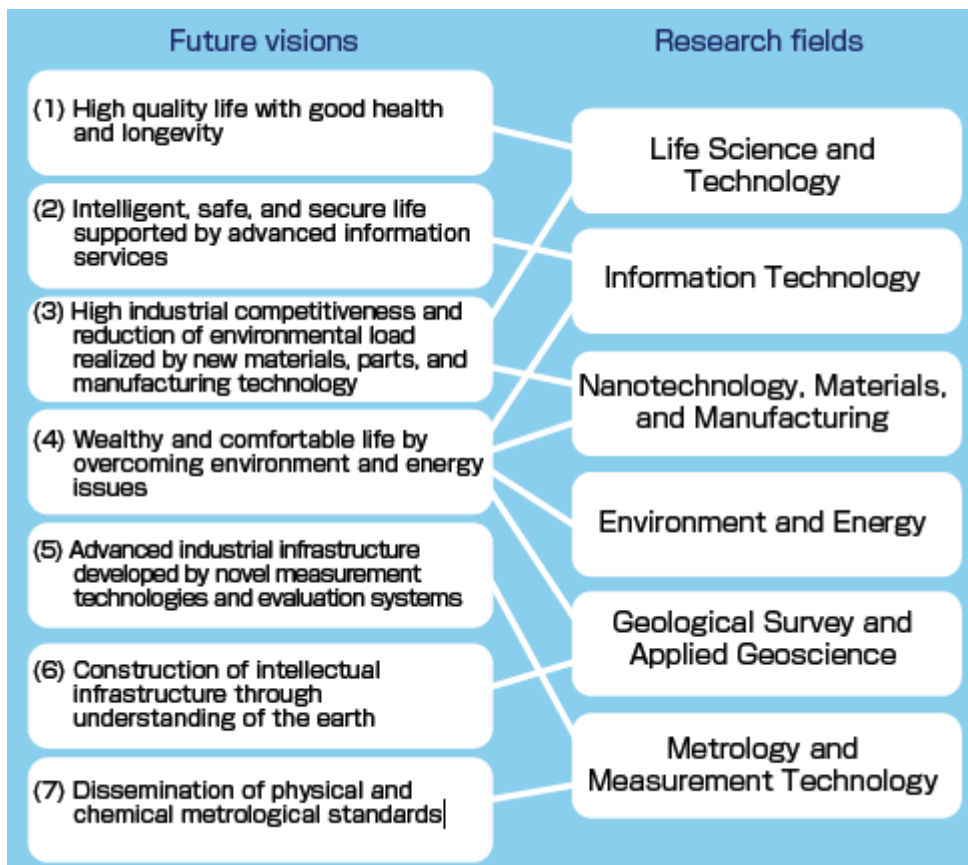 Future visions
(1) High quality life with good health
and longevity
(2) Intelligent, safe, and secure life
supported by advanced information
services
(3) High industrial competitiveness and
reduction of environmental load
realized by new materials, parts, and
manufacturing technology
(4) Wealthy and comfortable life by
overcoming environment and energy
issues
(5) Advanced industrial infrastructure
developed by novel measurement
technologies and evaluation systems
(6) Construction of intellectual
infrastructure through
understanding of the earth
(7) Dissemination of physical and
chemical metrological standards
Research fields
Life Science and
Technology
Information Technology
Nanotechnology, Materials,
and Manufacturing
Environment and Energy
Geological Survey and
Applied Geoscience
Metrology and
Measurement Technology